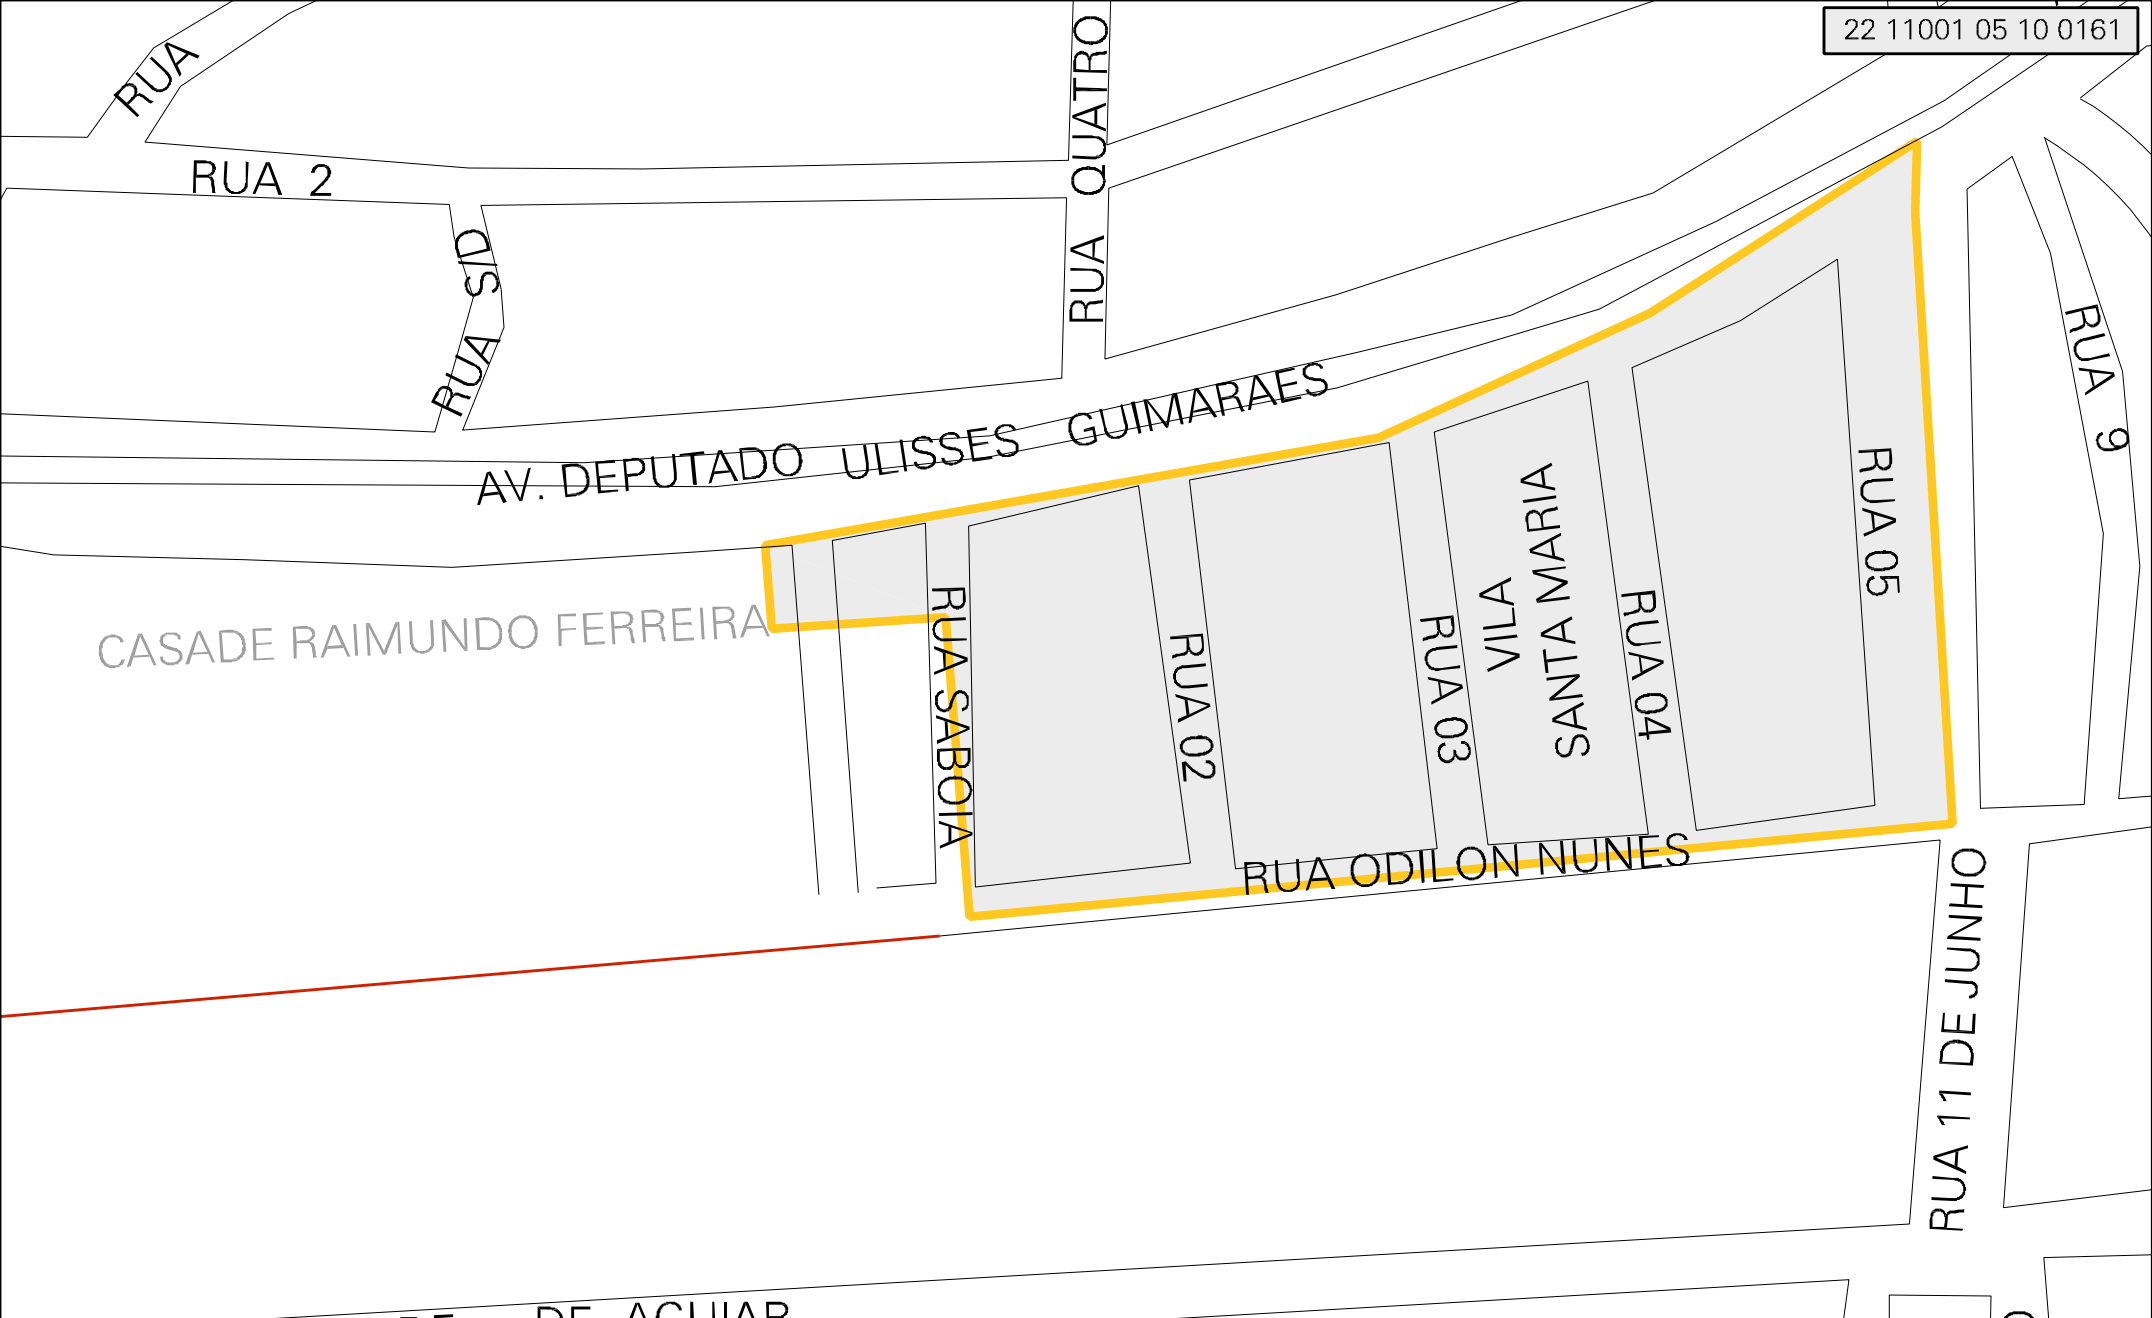 22 11001 05 10 0161
RUA
RUA 2
RUA S/D
RUA QUATRO
AV. DEPUTADO ULISSES GUIMARAES
RUA 9
CASADE RAIMUNDO FERREIRA
RUA SABOIA
RUA 02
RUA 03
VILA
SANTA MARIA
RUA 04
RUA 05
RUA ODILON NUNES
RUA 11 DE JUNHO
DE AGUIAR